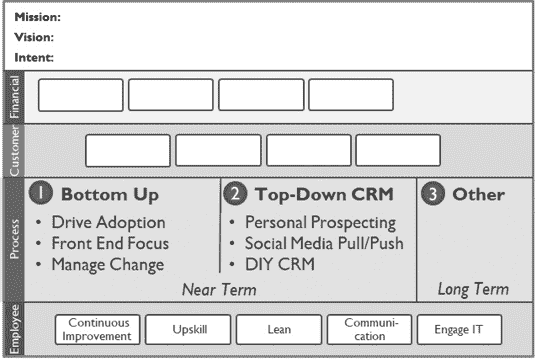 Mission:
Vision:
Intent:
Financial
Customer
Process
1 Bottom Up
• Drive Adoption
• Front End Focus
• Manage Change
2 Top-Down CRM
• Personal Prospecting
• Social Media Pull/Push
• DIY CRM
Near Term
3 Other
Long Term
Employee
Continuous
Improvement
Upskill
Lean
Communi-
cation
Engage IT